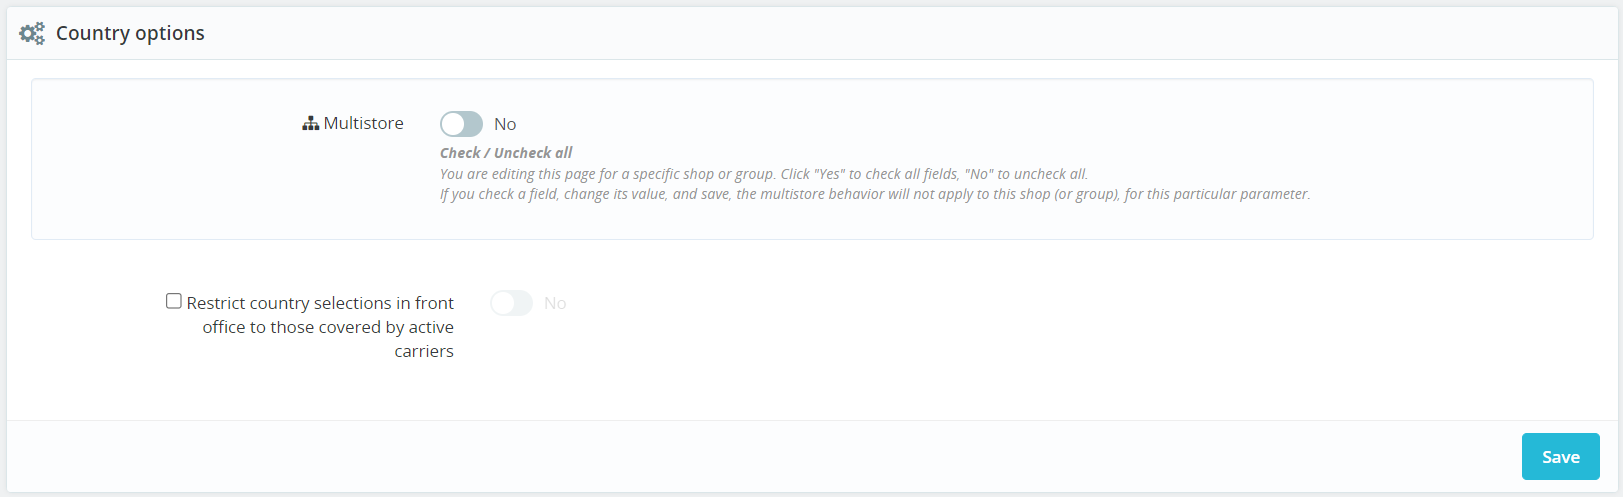 Country options
Multistore
No
Check / Uncheck all
You are editing this page for a specific shop or group. Click "Yes" to check all fields, "No" to uncheck all.
If you check a field, change its value, and save, the multistore behavior will not apply to this shop (or group), for this particular parameter.
Restrict country selections in front
office to those covered by active
carriers
No
Save